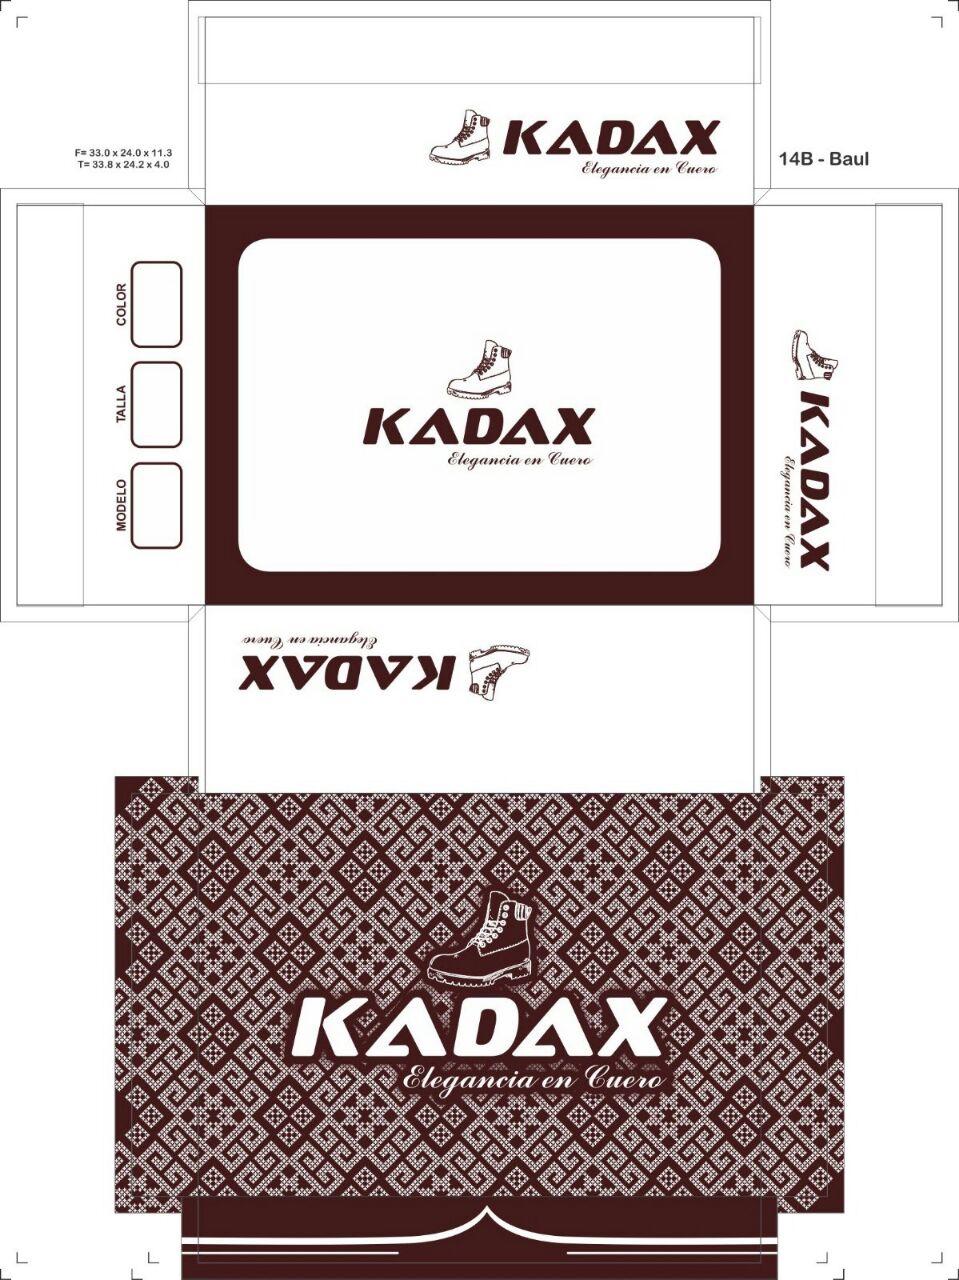 KADAX
Elegancia en Cuero
F= 33.0 x 24.0 x 11.3
T= 33.8 x 24.2 x 4.0
14B - Baul
COLOR
TALLA
MODELO
KADAX
Elegancia en Cuero
KADAX
Elegancia en Cuero
KADAX
Elegancia en Cuero
KADAX
Elegancia en Cuero